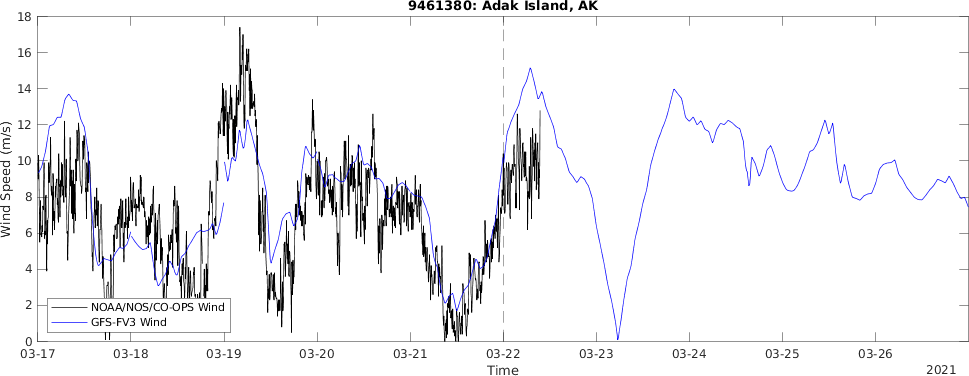 9461380: Adak Island, AK
Wind Speed (m/s)
18
16
14
12
10
8
6
4
2
0
NOAA/NOS/CO-OPS Wind
GFS-FV3 Wind
03-17 03-18 03-19 03-20 03-21 03-22 03-23 03-24 03-25 03-26
Time
2021